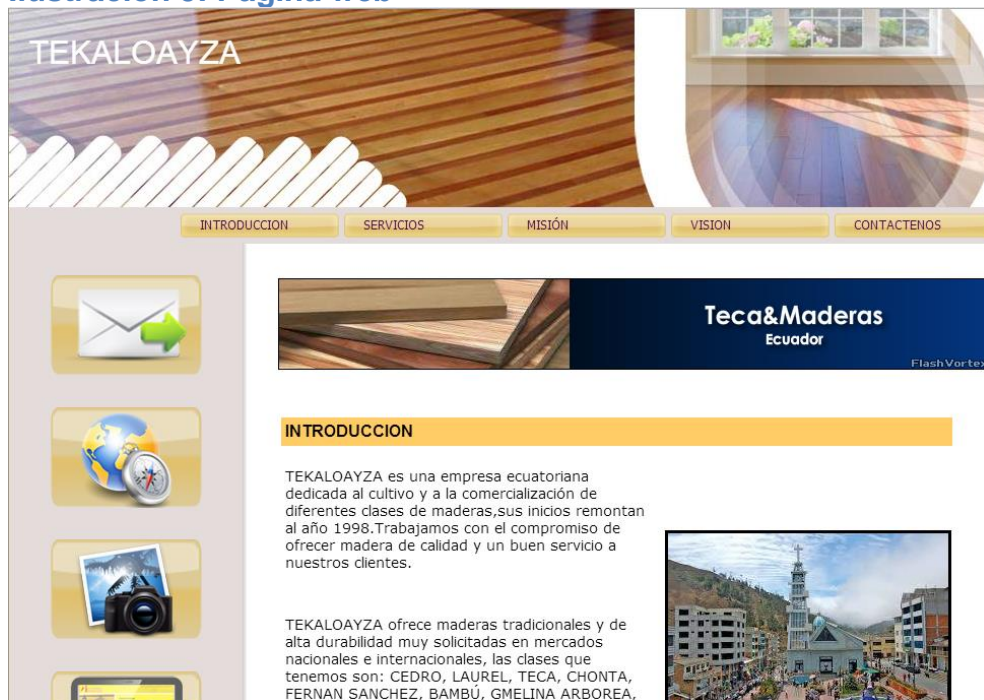 TEKALOAYZA
INTRODUCCION
SERVICIOS
MISIÓN
VISION
CONTACTENOS
Teca&Maderas
Ecuador
INTRODUCCION
TEKALOAYZA es una empresa ecuatoriana
dedicada al cultivo y a la comercialización de
diferentes clases de maderas,sus inicios remontan
al año 1998.Trabajamos con el compromiso de
ofrecer madera de calidad y un buen servicio a
nuestros clientes.
TEKALOAYZA ofrece maderas tradicionales y de
alta durabilidad muy solicitadas en mercados
nacionales e internacionales, las clases que
tenemos son: CEDRO, LAUREL, TECA, CHONTA,
FERNAN SANCHEZ, BAMBÚ, GMELINA ARBOREA,